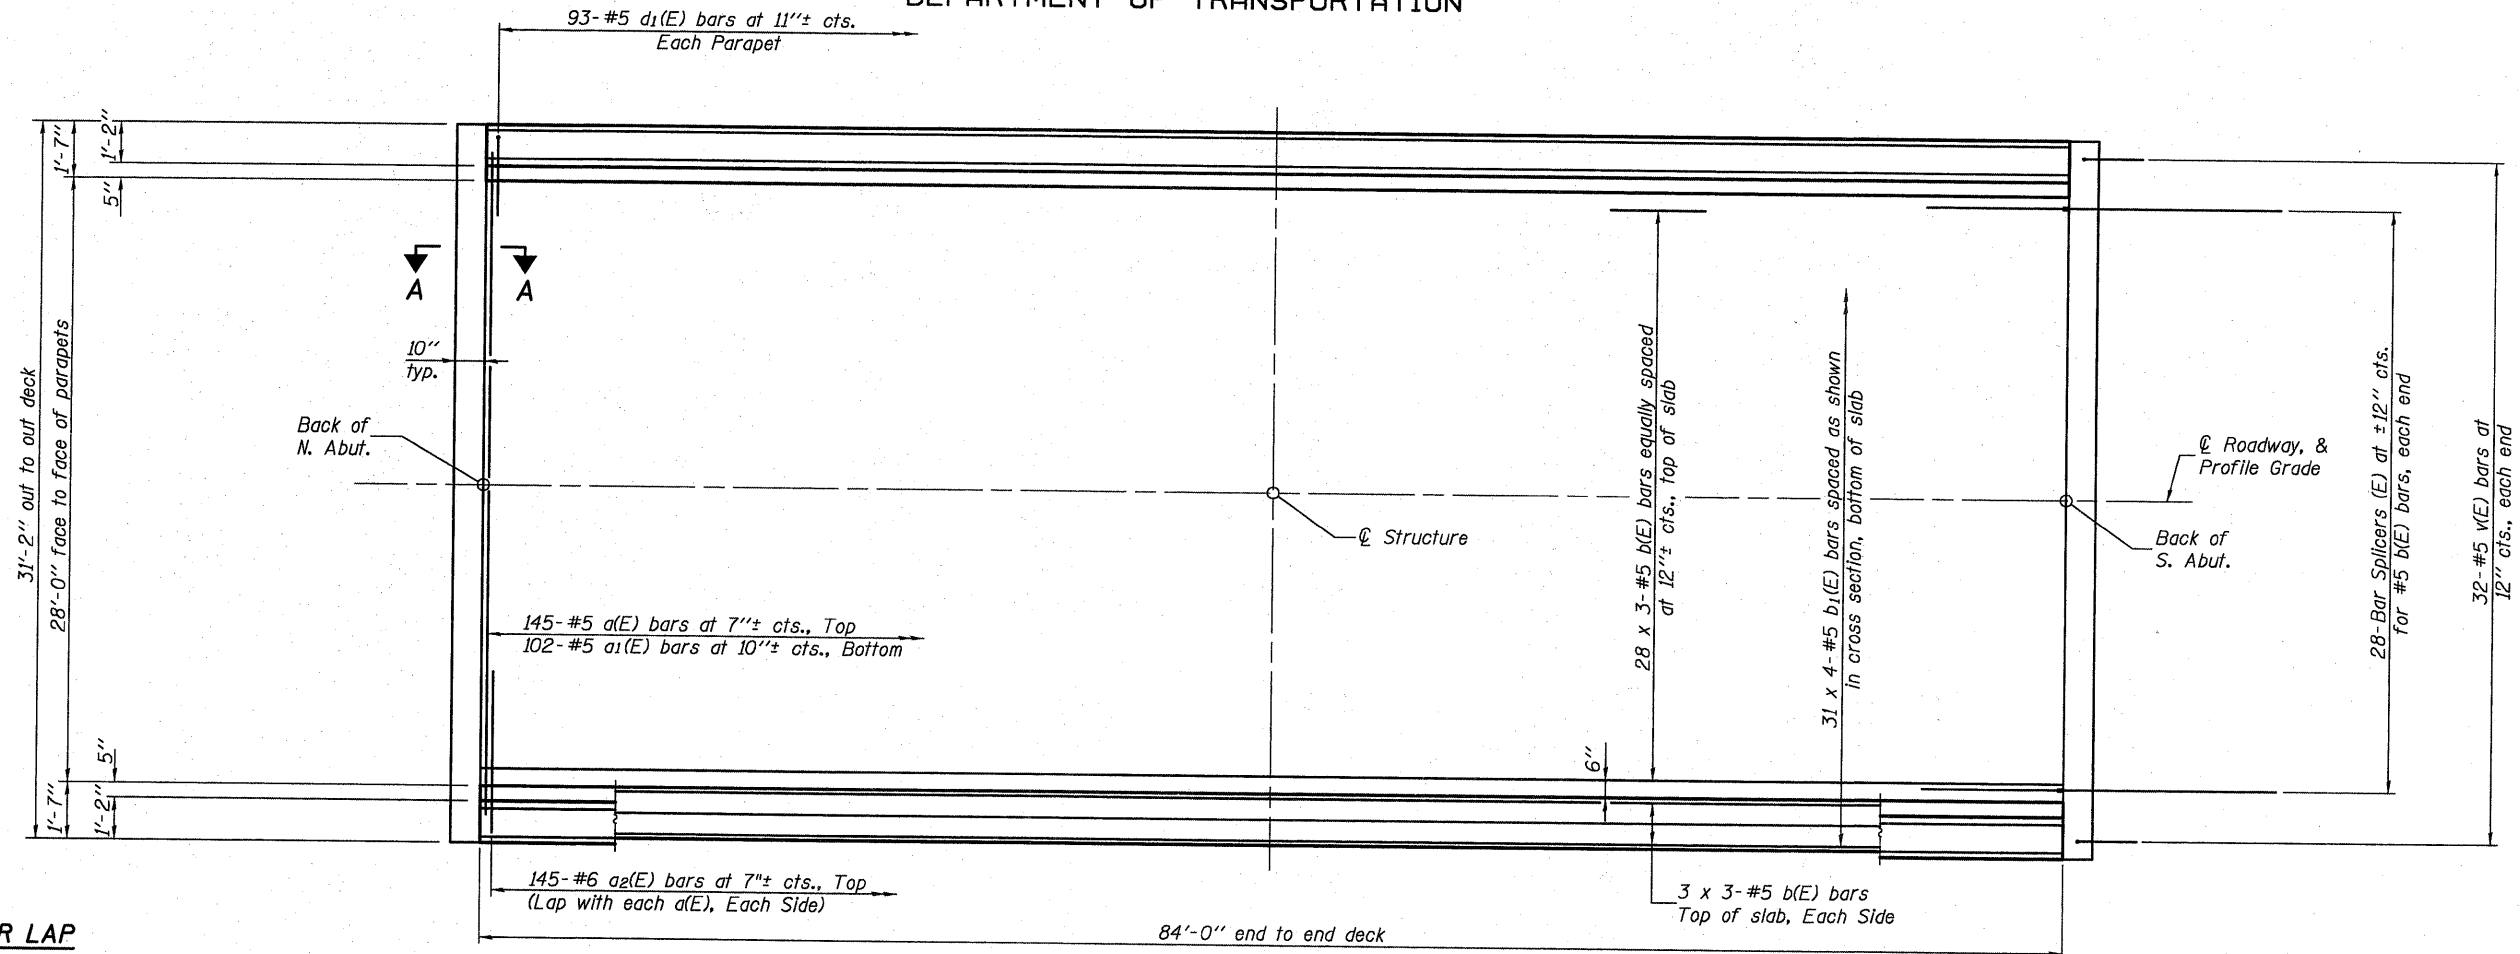 DEPARTMENT OF TRANSPORTATION
93-#5 d1(E) bars at 11"± cts.
Each Parapet
1'-7"
1'-2"
5"
31'-2" out to out deck
28'-0" face to face of parapets
A
A
10"
typ.
Back of
N. Abut.
℄ Structure
28 x 3-#5 b(E) bars equally spaced
at 12"± cts., top of slab
31 x 4-#5 b1(E) bars spaced as shown
in cross section, bottom of slab
℄ Roadway, &
Profile Grade
Back of
S. Abut.
28-Bar Splicers (E) at ±12" cts.
for #5 b(E) bars, each end
32-#5 v(E) bars at
12" cts., each end
145-#5 a(E) bars at 7"± cts., Top
102-#5 a1(E) bars at 10"± cts., Bottom
6"
5"
1'-7"
1'-2"
145-#6 a2(E) bars at 7"± cts., Top
(Lap with each a(E), Each Side)
3 x 3-#5 b(E) bars
Top of slab, Each Side
84'-0" end to end deck
R LAP